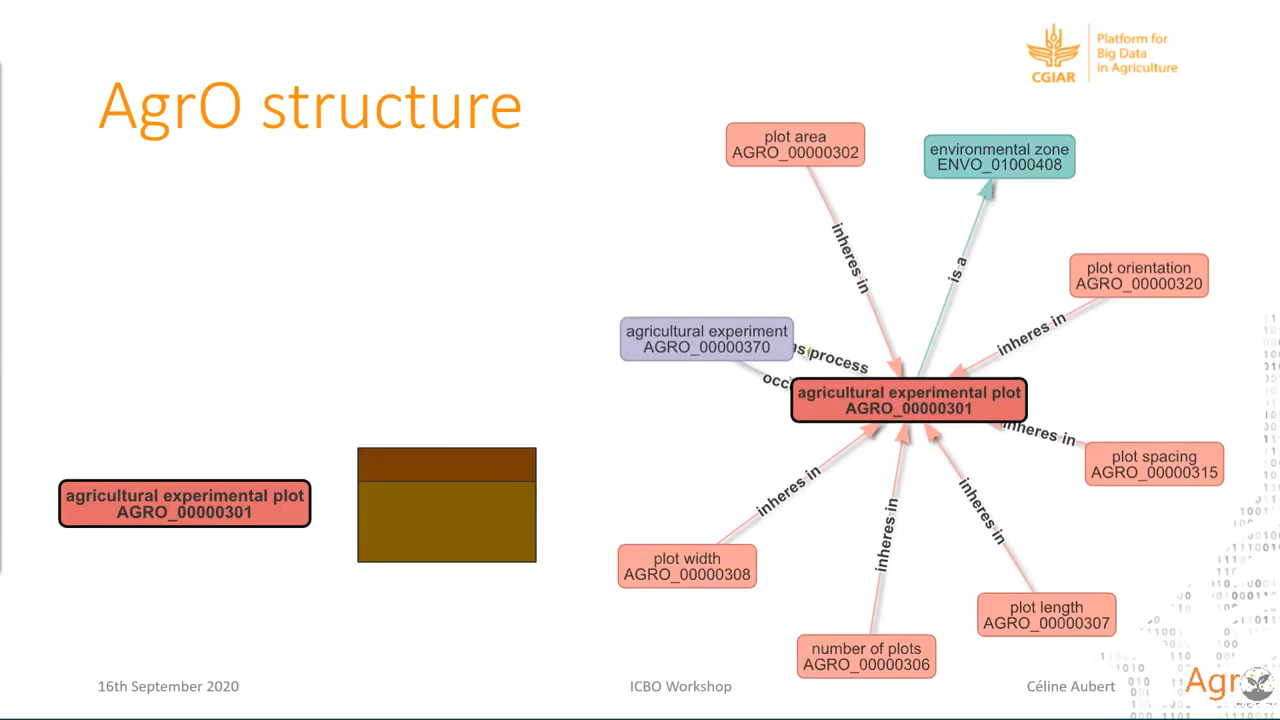 CGIAR
Platform for
Big Data
in Agriculture
AgrO structure
plot area
AGRO_00000302
environmental zone
ENVO_01000408
inheres in
is a
plot orientation
AGRO_00000320
inheres in
agricultural experiment
AGRO_00000370
process
agricultural experimental plot
AGRO_00000301
inheres in
plot spacing
AGRO_00000315
agricultural experimental plot
AGRO_00000301
inheres in
inheres in
inheres in
plot width
AGRO_00000308
plot length
AGRO_00000307
number of plots
AGRO_00000306
16th September 2020
ICBO Workshop
Céline Aubert
Agr